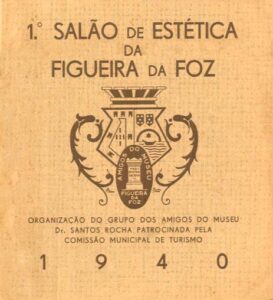 1.º SALÃO DE ESTÉTICA
DA
FIGUEIRA DA FOZ
AMIGOS DO MUSEU
FIGUEIRA
DA FOZ
ORGANIZAÇÃO DO GRUPO DOS AMIGOS DO MUSEU
Dr. SANTOS ROCHA PATROCINADA PELA
COMISSÃO MUNICIPAL DE TURISMO
1 9 4 0